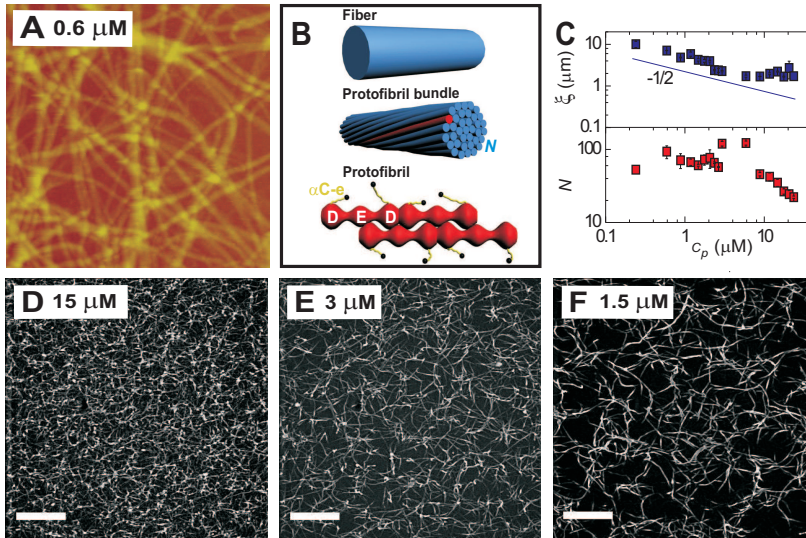 A 0.6 μM
B
Fiber
Protofibril bundle
N
Protofibril
αC-e
D E D
C
ξ (μm)
10
1
0.1
-1/2
N
100
10
0.1 1 10
cₚ (μM)
D 15 μM
E 3 μM
F 1.5 μM